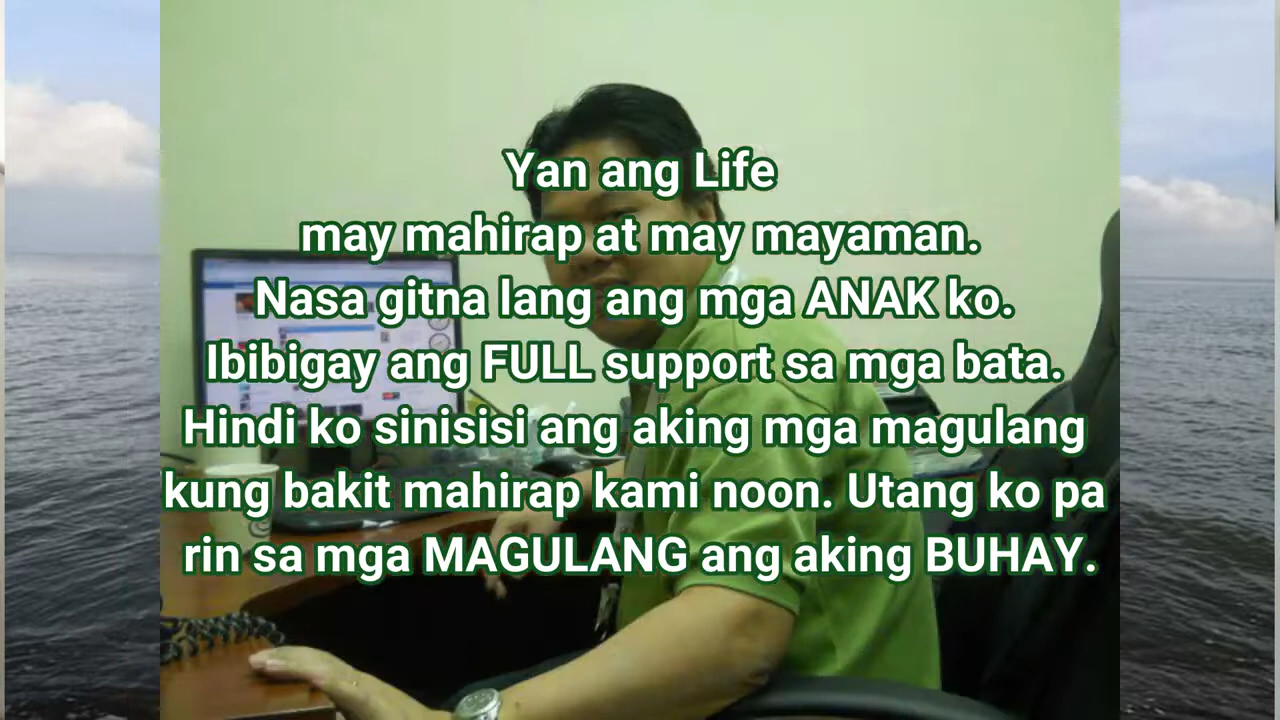 Yan ang Life
may mahirap at may mayaman.
Nasa gitna lang ang mga ANAK ko.
Ibibigay ang FULL support sa mga bata.
Hindi ko sinisisi ang aking mga magulang
kung bakit mahirap kami noon. Utang ko pa
rin sa mga MAGULANG ang aking BUHAY.